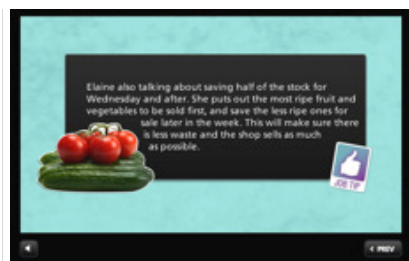 Elaine also talking about saving half of the stock for
Wednesday and after. She puts out the most ripe fruit and
vegetables to be sold first, and save the less ripe ones for
sale later in the week. This will make sure there
is less waste and the shop sells as much
as possible.
JOB TIP
< PREV